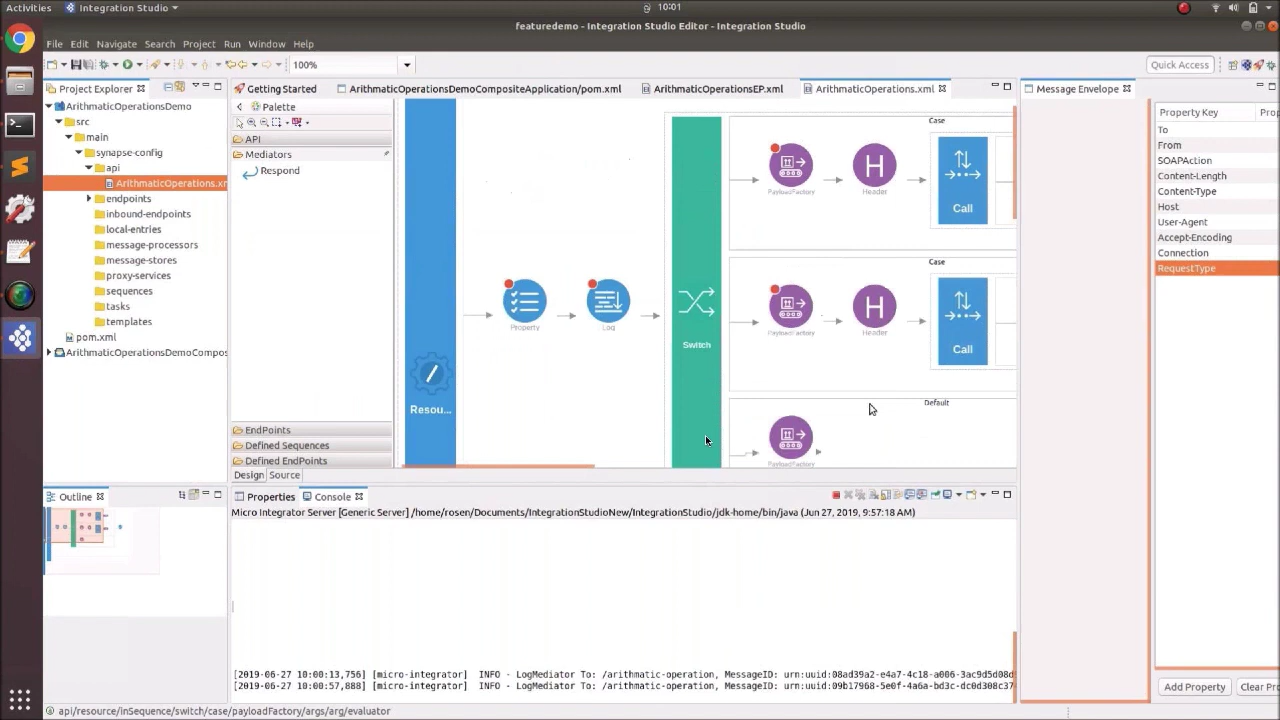 Activities Integration Studio 10:01
featuredemo - Integration Studio Editor - Integration Studio
File Edit Navigate Search Project Run Window Help
100% Quick Access
Project Explorer
ArithmaticOperationsDemo
src
main
synapse-config
api
ArithmaticOperations.xm
endpoints
inbound-endpoints
local-entries
message-processors
message-stores
proxy-services
sequences
tasks
templates
pom.xml
ArithmaticOperationsDemoCompos
Getting Started ArithmaticOperationsDemoCompositeApplication/pom.xml ArithmaticOperationsEP.xml ArithmaticOperations.xml
Palette
API
Mediators
Respond
EndPoints
Defined Sequences
Defined EndPoints
Design Source
Resou...
Property
Log
Switch
Case
PayloadFactory
Header
Call
Case
PayloadFactory
Header
Call
Default
PayloadFactory
Message Envelope
Property Key Prop
To
From
SOAPAction
Content-Length
Content-Type
Host
User-Agent
Accept-Encoding
Connection
RequestType
Add Property Clear Pro
Outline
Properties Console
Micro Integrator Server [Generic Server] /home/rosen/Documents/IntegrationStudioNew/IntegrationStudio/jdk-home/bin/java (Jun 27, 2019, 9:57:18 AM)
[2019-06-27 10:00:13,756] [micro-integrator] INFO - LogMediator To: /arithmatic-operation, MessageID: urn:uuid:08ad39a2-e4a7-4c18-a006-3ac9d5d08d
[2019-06-27 10:00:57,888] [micro-integrator] INFO - LogMediator To: /arithmatic-operation, MessageID: urn:uuid:09b17968-5e0f-4a6a-bd3c-dc0d308c37
api/resource/inSequence/switch/case/payloadFactory/args/arg/evaluator